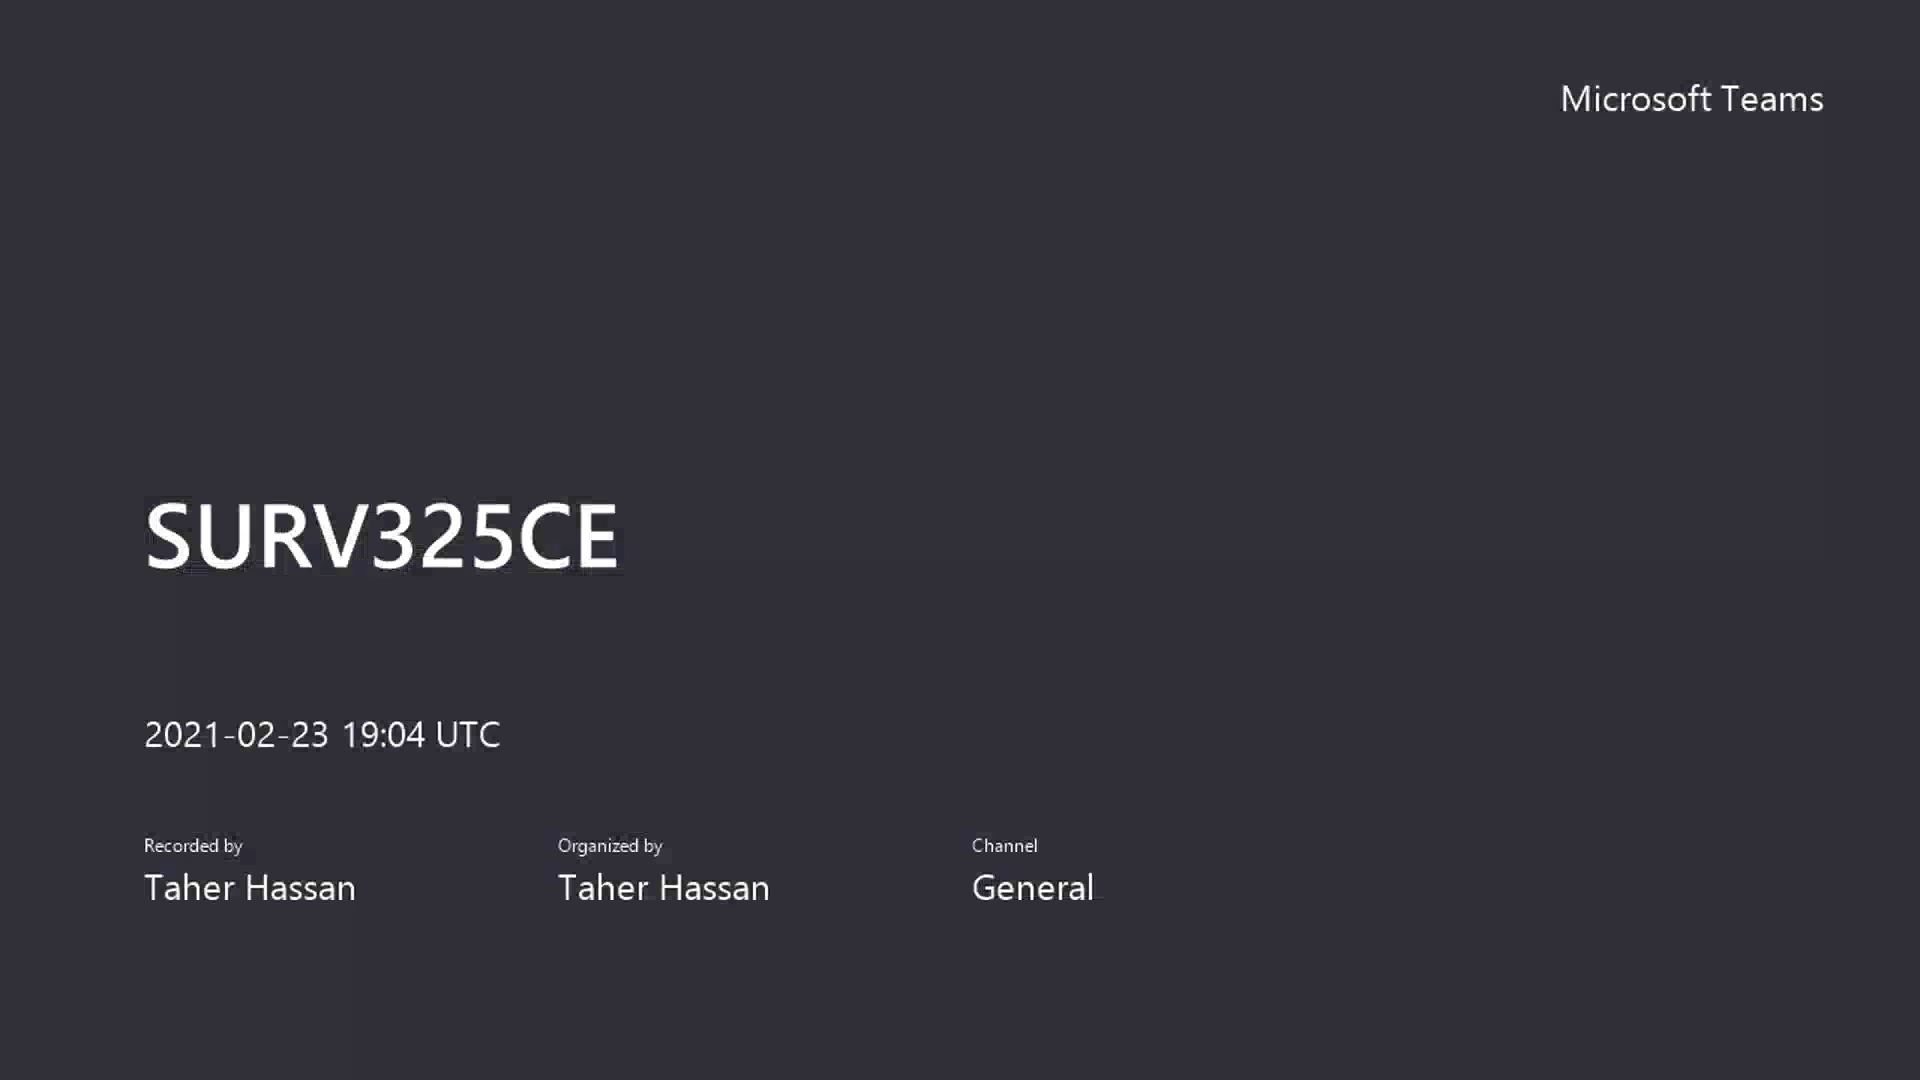 Microsoft Teams
SURV325CE
2021-02-23 19:04 UTC
Recorded by
Taher Hassan
Organized by
Taher Hassan
Channel
General